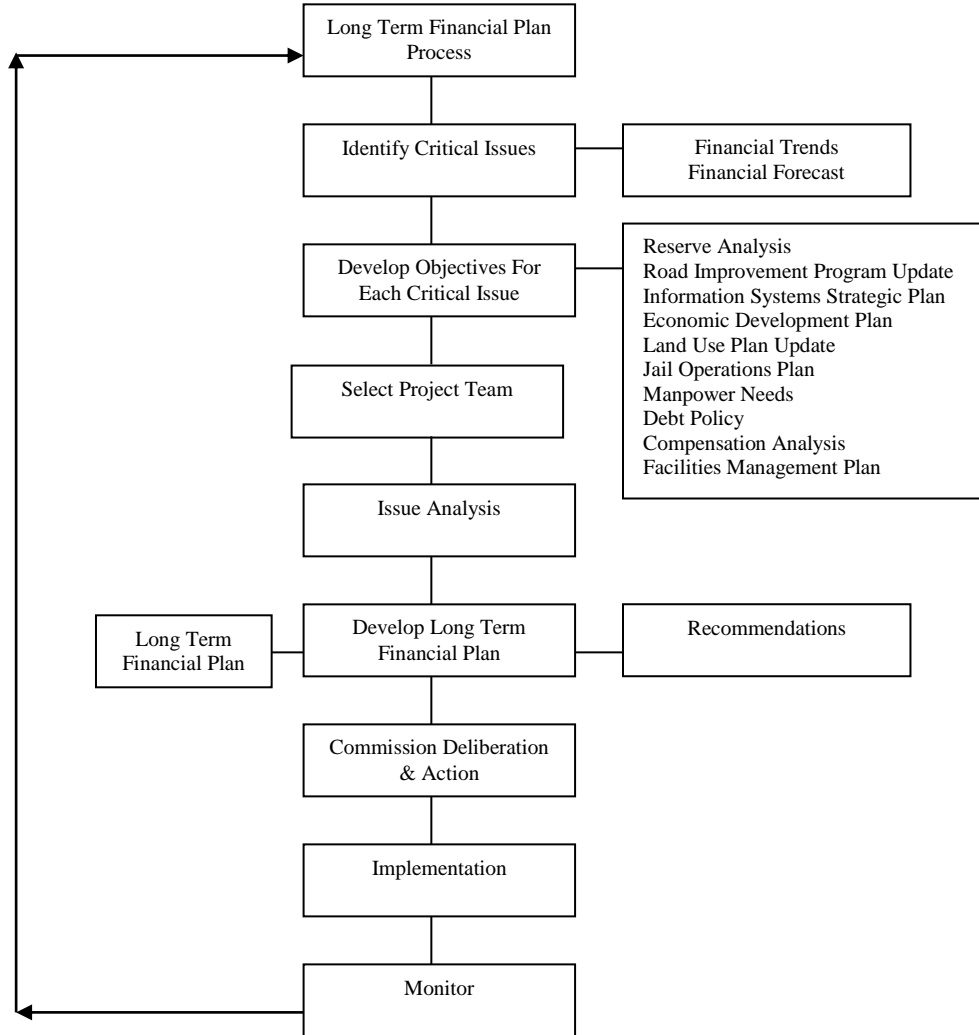 Long Term Financial Plan
Process
Identify Critical Issues
Financial Trends
Financial Forecast
Develop Objectives For
Each Critical Issue
Reserve Analysis
Road Improvement Program Update
Information Systems Strategic Plan
Economic Development Plan
Land Use Plan Update
Jail Operations Plan
Manpower Needs
Debt Policy
Compensation Analysis
Facilities Management Plan
Select Project Team
Issue Analysis
Long Term
Financial Plan
Develop Long Term
Financial Plan
Recommendations
Commission Deliberation
& Action
Implementation
Monitor